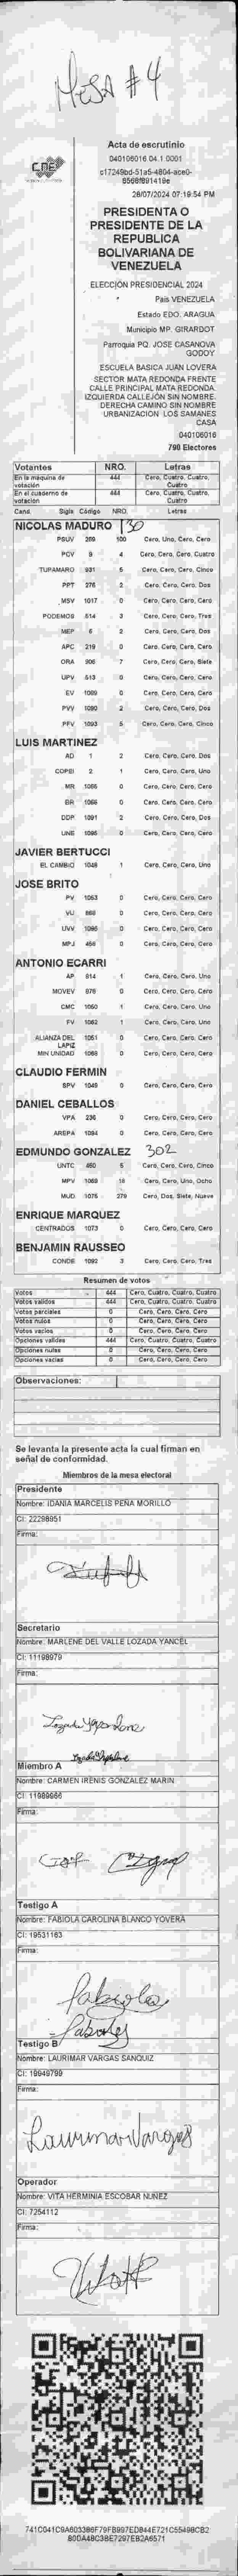 MESA #4
CNE
Acta de escrutinio
040106016.04.1.0001
c17249bd-51a5-4804-ace0-
8566f891419e
28/07/2024 07:19:54 PM
PRESIDENTA O
PRESIDENTE DE LA
REPUBLICA
BOLIVARIANA DE
VENEZUELA
ELECCIÓN PRESIDENCIAL 2024
País VENEZUELA
Estado EDO. ARAGUA
Municipio MP. GIRARDOT
Parroquia PQ. JOSE CASANOVA
GODOY
ESCUELA BASICA JUAN LOVERA
SECTOR MATA REDONDA FRENTE
CALLE PRINCIPAL MATA REDONDA.
IZQUIERDA CALLEJÓN SIN NOMBRE.
DERECHA CAMINO SIN NOMBRE
URBANIZACION LOS SAMANES
CASA
040106016
798 Electores
Votantes NRO. Letras
En la máquina de votación 444 Cero, Cuatro, Cuatro, Cuatro
En el cuaderno de votación 444 Cero, Cuatro, Cuatro, Cuatro
Cand. Sigla Código NRO. Letras
NICOLAS MADURO 130
PSUV 269 100 Cero, Uno, Cero, Cero
PCV 9 4 Cero, Cero, Cero, Cuatro
TUPAMARO 931 5 Cero, Cero, Cero, Cinco
PPT 276 2 Cero, Cero, Cero, Dos
MSV 1017 0 Cero, Cero, Cero, Cero
PODEMOS 514 3 Cero, Cero, Cero, Tres
MEP 6 2 Cero, Cero, Cero, Dos
APC 219 0 Cero, Cero, Cero, Cero
ORA 906 7 Cero, Cero, Cero, Siete
UPV 513 0 Cero, Cero, Cero, Cero
EV 1089 0 Cero, Cero, Cero, Cero
PVV 1090 2 Cero, Cero, Cero, Dos
PFV 1093 5 Cero, Cero, Cero, Cinco
LUIS MARTINEZ
AD 1 2 Cero, Cero, Cero, Dos
COPEI 2 1 Cero, Cero, Cero, Uno
MR 1065 0 Cero, Cero, Cero, Cero
BR 1066 0 Cero, Cero, Cero, Cero
DDP 1091 2 Cero, Cero, Cero, Dos
UNE 1096 0 Cero, Cero, Cero, Cero
JAVIER BERTUCCI
EL CAMBIO 1048 1 Cero, Cero, Cero, Uno
JOSE BRITO
PV 1053 0 Cero, Cero, Cero, Cero
VU 868 0 Cero, Cero, Cero, Cero
UVV 1086 0 Cero, Cero, Cero, Cero
MPJ 456 0 Cero, Cero, Cero, Cero
ANTONIO ECARRI
AP 914 1 Cero, Cero, Cero, Uno
MOVEV 876 0 Cero, Cero, Cero, Cero
CMC 1050 1 Cero, Cero, Cero, Uno
FV 1062 1 Cero, Cero, Cero, Uno
ALIANZA DEL LAPIZ 1051 0 Cero, Cero, Cero, Cero
MIN UNIDAD 1068 0 Cero, Cero, Cero, Cero
CLAUDIO FERMIN
SPV 1049 0 Cero, Cero, Cero, Cero
DANIEL CEBALLOS
VPA 236 0 Cero, Cero, Cero, Cero
AREPA 1094 0 Cero, Cero, Cero, Cero
EDMUNDO GONZALEZ 302
UNTC 460 5 Cero, Cero, Cero, Cinco
MPV 1069 18 Cero, Cero, Uno, Ocho
MUD 1075 279 Cero, Dos, Siete, Nueve
ENRIQUE MARQUEZ
CENTRADOS 1073 0 Cero, Cero, Cero, Cero
BENJAMIN RAUSSEO
CONDE 1092 3 Cero, Cero, Cero, Tres
Resumen de votos
Votos 444 Cero, Cuatro, Cuatro, Cuatro
Votos validos 444 Cero, Cuatro, Cuatro, Cuatro
Votos parciales 0 Cero, Cero, Cero, Cero
Votos nulos 0 Cero, Cero, Cero, Cero
Votos vacíos 0 Cero, Cero, Cero, Cero
Opciones validas 444 Cero, Cuatro, Cuatro, Cuatro
Opciones nulas 0 Cero, Cero, Cero, Cero
Opciones vacías 0 Cero, Cero, Cero, Cero
Observaciones:
Se levanta la presente acta la cual firman en
señal de conformidad.
Miembros de la mesa electoral
Presidente
Nombre: IDANIA MARCELIS PEÑA MORILLO
CI: 22288951
Firma:
Secretario
Nombre: MARLENE DEL VALLE LOZADA YANCEL
CI: 11198979
Firma:
Miembro A
Nombre: CARMEN IRENIS GONZALEZ MARIN
CI: 11989966
Firma:
Testigo A
Nombre: FABIOLA CAROLINA BLANCO YOVERA
CI: 19531163
Firma:
Fabiola
Testigo B
Nombre: LAURIMAR VARGAS SANQUIZ
CI: 19949799
Firma:
Laurimar Vargas
Operador
Nombre: VITA HERMINIA ESCOBAR NUÑEZ
CI: 7254112
Firma:
741C041C9A603386F79FB997EDB44E721C55498CB2
80DA48C3BE7297EB2A6571